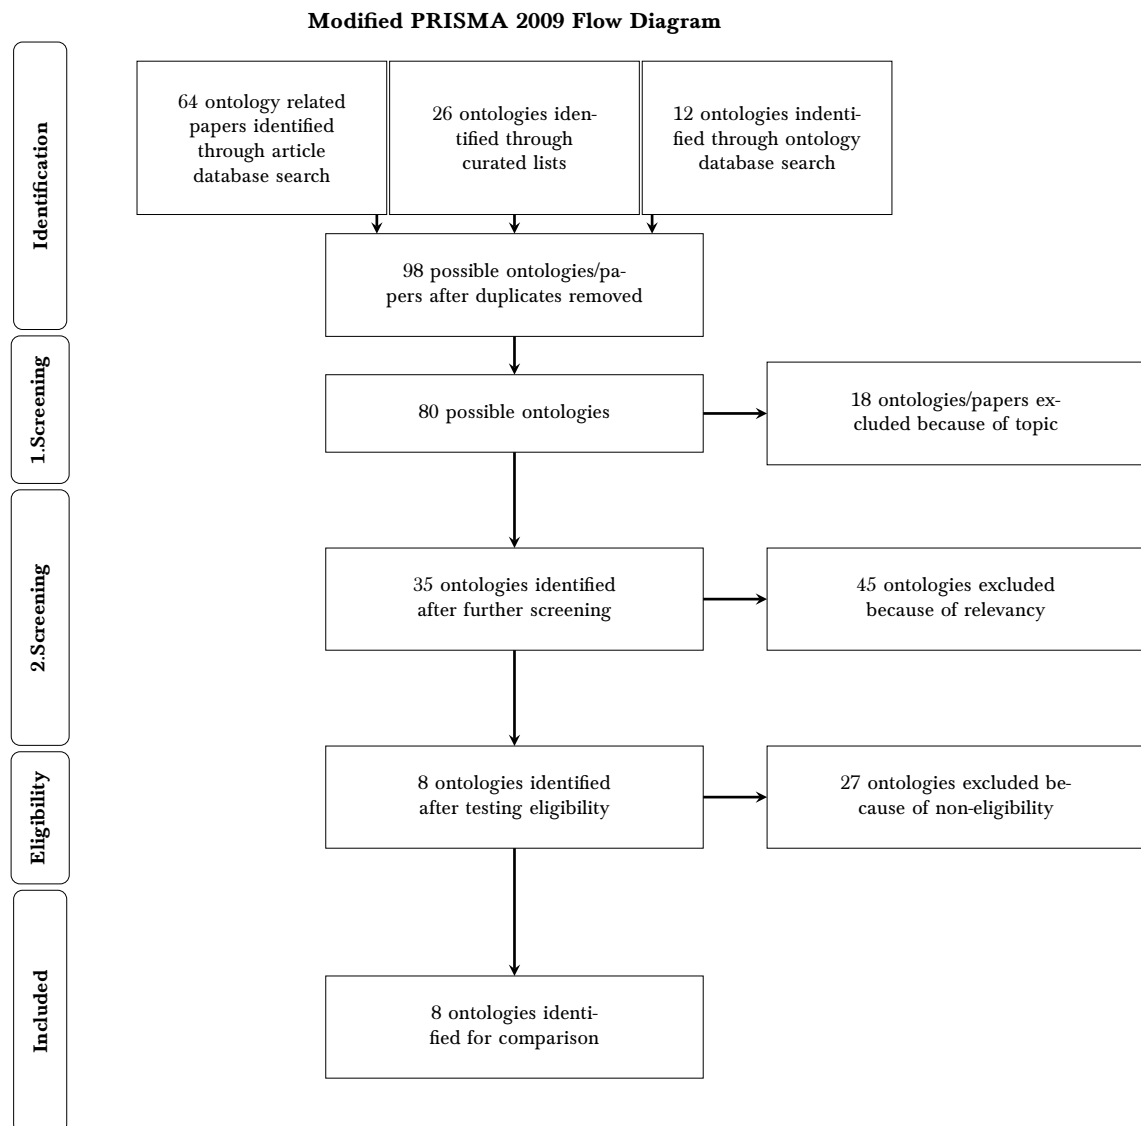 Modified PRISMA 2009 Flow Diagram
Identification
64 ontology related
papers identified
through article
database search
26 ontologies iden-
tified through
curated lists
12 ontologies indenti-
fied through ontology
database search
98 possible ontologies/pa-
pers after duplicates removed
1.Screening
80 possible ontologies
18 ontologies/papers ex-
cluded because of topic
2.Screening
35 ontologies identified
after further screening
45 ontologies excluded
because of relevancy
Eligibility
8 ontologies identified
after testing eligibility
27 ontologies excluded be-
cause of non-eligibility
Included
8 ontologies identi-
fied for comparison